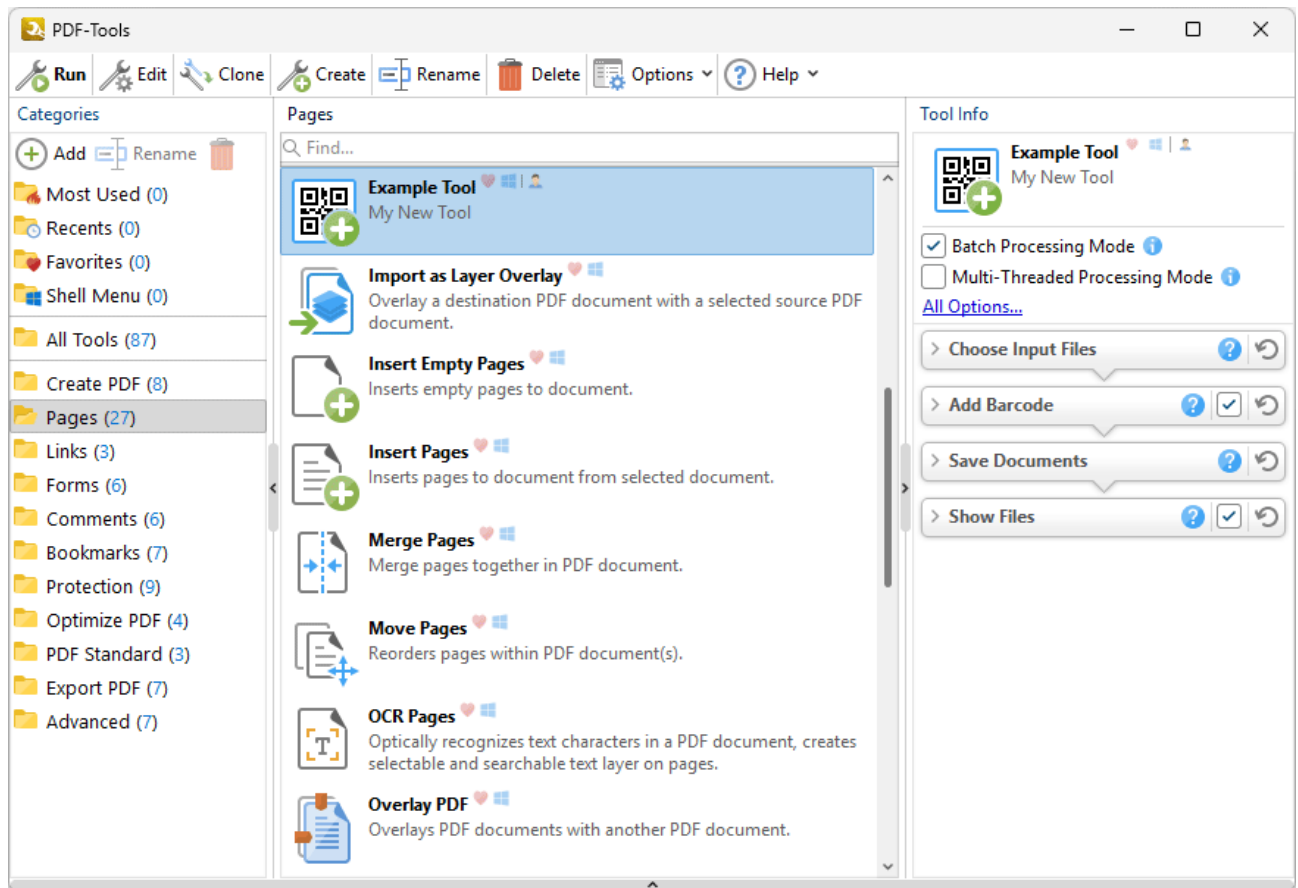 PDF-Tools
Run Edit Clone Create Rename Delete Options Help
Categories
Add Rename
Most Used (0)
Recents (0)
Favorites (0)
Shell Menu (0)
All Tools (87)
Create PDF (8)
Pages (27)
Links (3)
Forms (6)
Comments (6)
Bookmarks (7)
Protection (9)
Optimize PDF (4)
PDF Standard (3)
Export PDF (7)
Advanced (7)
Pages
Find...
Example Tool
My New Tool
Import as Layer Overlay
Overlay a destination PDF document with a selected source PDF
document.
Insert Empty Pages
Inserts empty pages to document.
Insert Pages
Inserts pages to document from selected document.
Merge Pages
Merge pages together in PDF document.
Move Pages
Reorders pages within PDF document(s).
OCR Pages
Optically recognizes text characters in a PDF document, creates
selectable and searchable text layer on pages.
Overlay PDF
Overlays PDF documents with another PDF document.
Tool Info
Example Tool
My New Tool
Batch Processing Mode
Multi-Threaded Processing Mode
All Options...
Choose Input Files
Add Barcode
Save Documents
Show Files